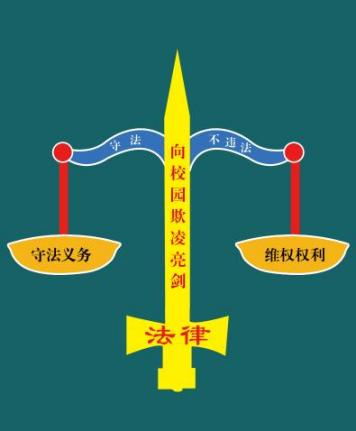 守法
不违法
向校园欺凌亮剑
守法义务
维权权利
法律